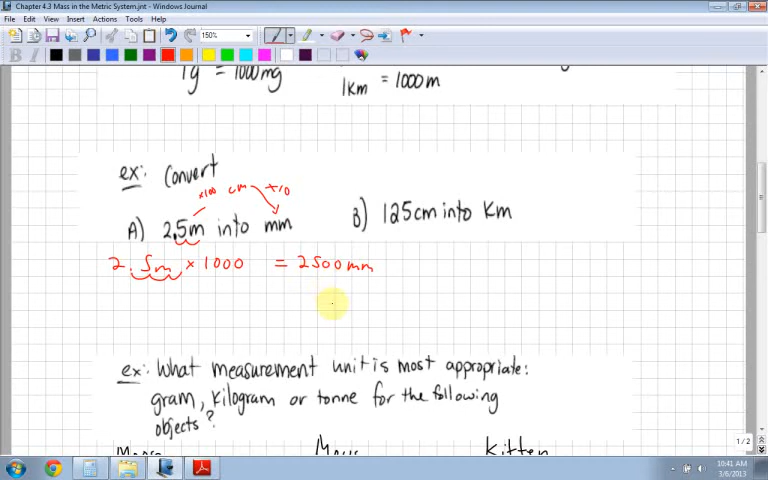 Chapter 4.3 Mass in the Metric System.jnt - Windows Journal
File Edit View Insert Actions Tools Help
150%
1g = 1000mg
1km = 1000m
ex: Convert
×100 cm ×10
A) 2.5m into mm
B) 125cm into Km
2.5m × 1000 = 2500mm
ex: What measurement unit is most appropriate:
gram, kilogram or tonne for the following
objects?
Kitten
1/2
10:41 AM
3/6/2013